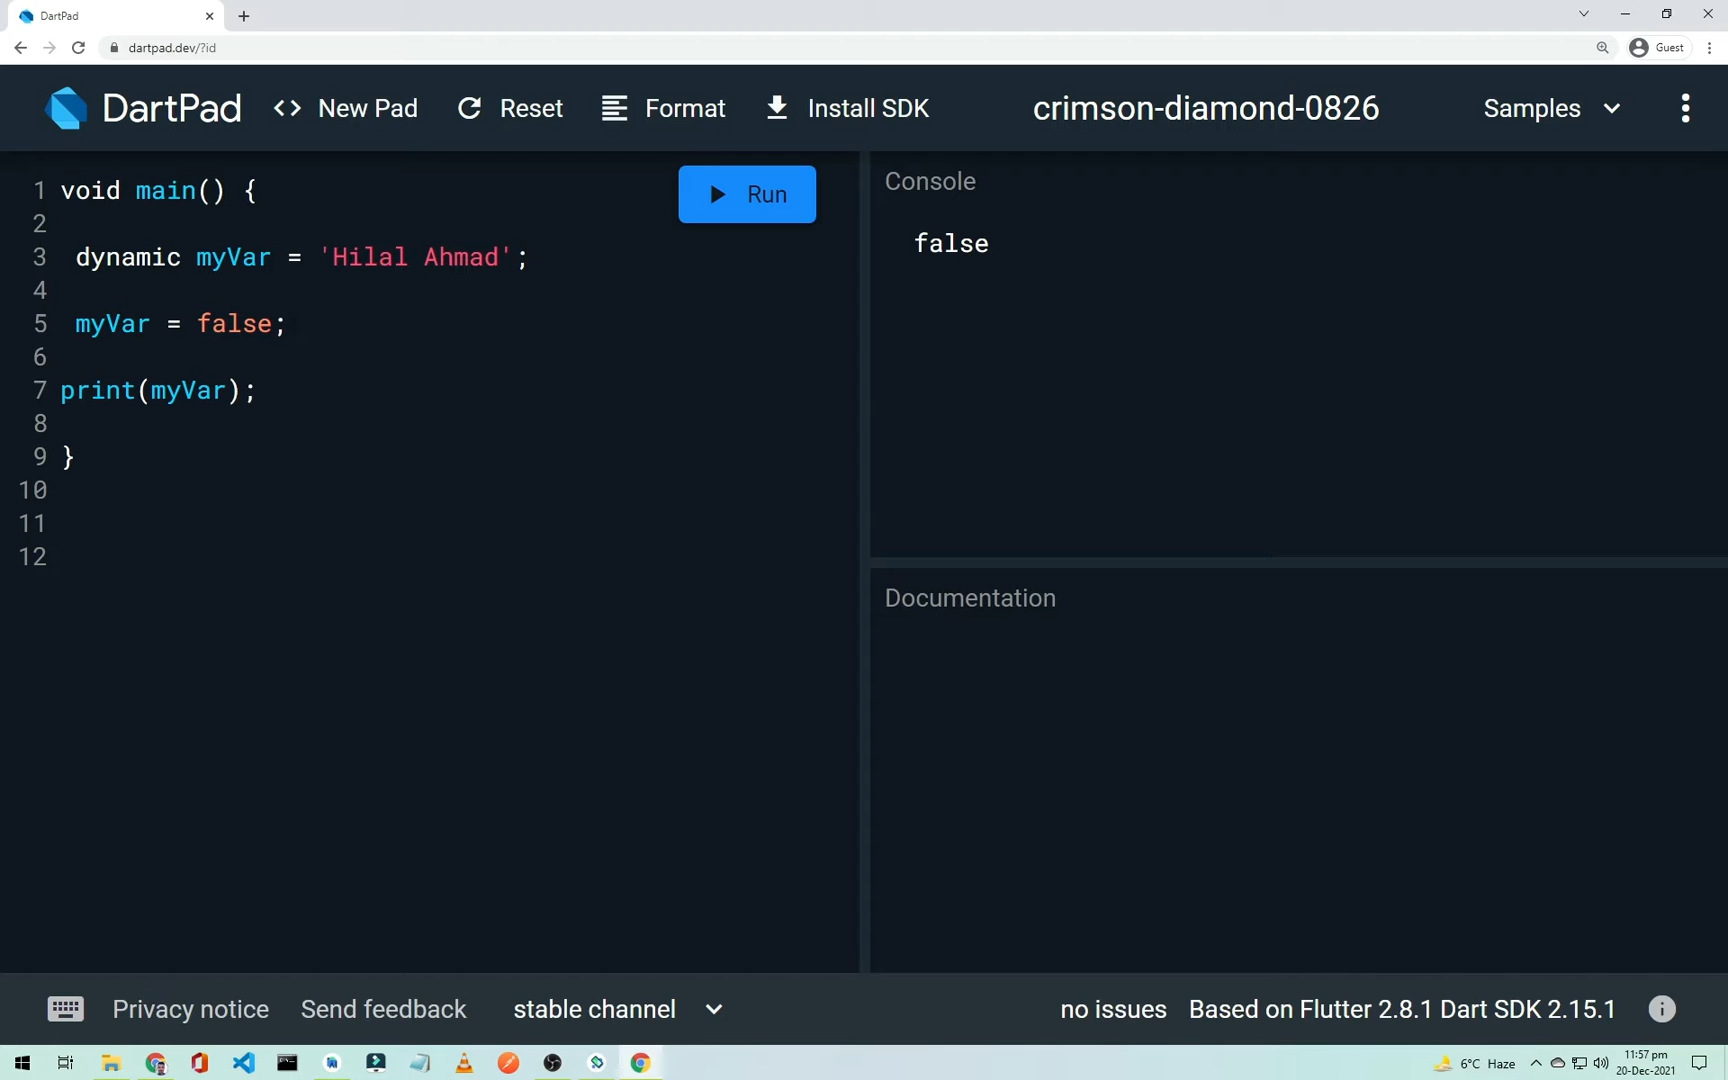 DartPad
dartpad.dev/?id
Guest
DartPad
New Pad
Reset
Format
Install SDK
crimson-diamond-0826
Samples
1 void main() {
2
3 dynamic myVar = 'Hilal Ahmad';
4
5 myVar = false;
6
7 print(myVar);
8
9 }
10
11
12
Run
Console
false
Documentation
Privacy notice
Send feedback
stable channel
no issues
Based on Flutter 2.8.1 Dart SDK 2.15.1
6°C Haze
11:57 pm
20-Dec-2021